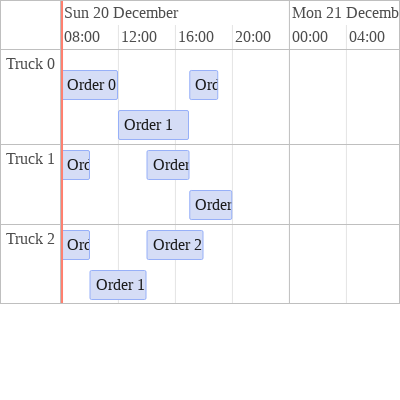 Sun 20 December
Mon 21 Decemb
08:00 12:00 16:00 20:00 00:00 04:00
Truck 0
Order 0
Ord
Order 1
Truck 1
Ord
Order
Order
Truck 2
Ord
Order 2
Order 1